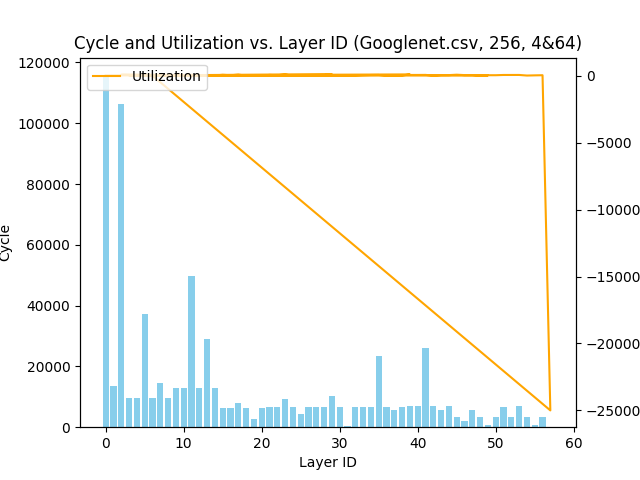 Cycle and Utilization vs. Layer ID (Googlenet.csv, 256, 4&64)
Utilization
120000
100000
80000
60000
40000
20000
0
Cycle
0
−5000
−10000
−15000
−20000
−25000
0 10 20 30 40 50 60
Layer ID